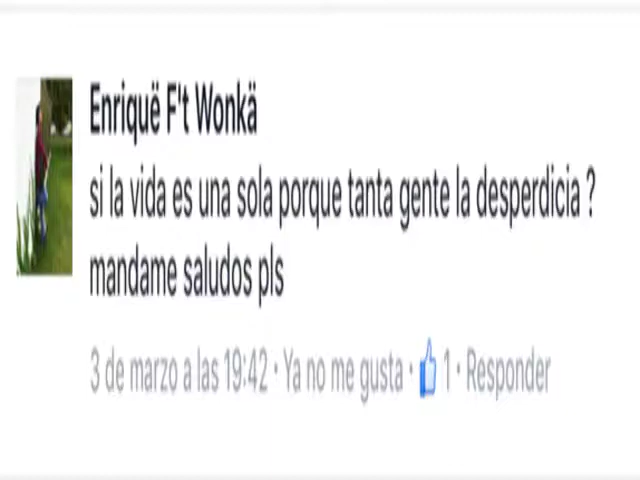 Enriquë F't Wonkä
si la vida es una sola porque tanta gente la desperdicia ?
mandame saludos pls
3 de marzo a las 19:42 · Ya no me gusta · 1 · Responder